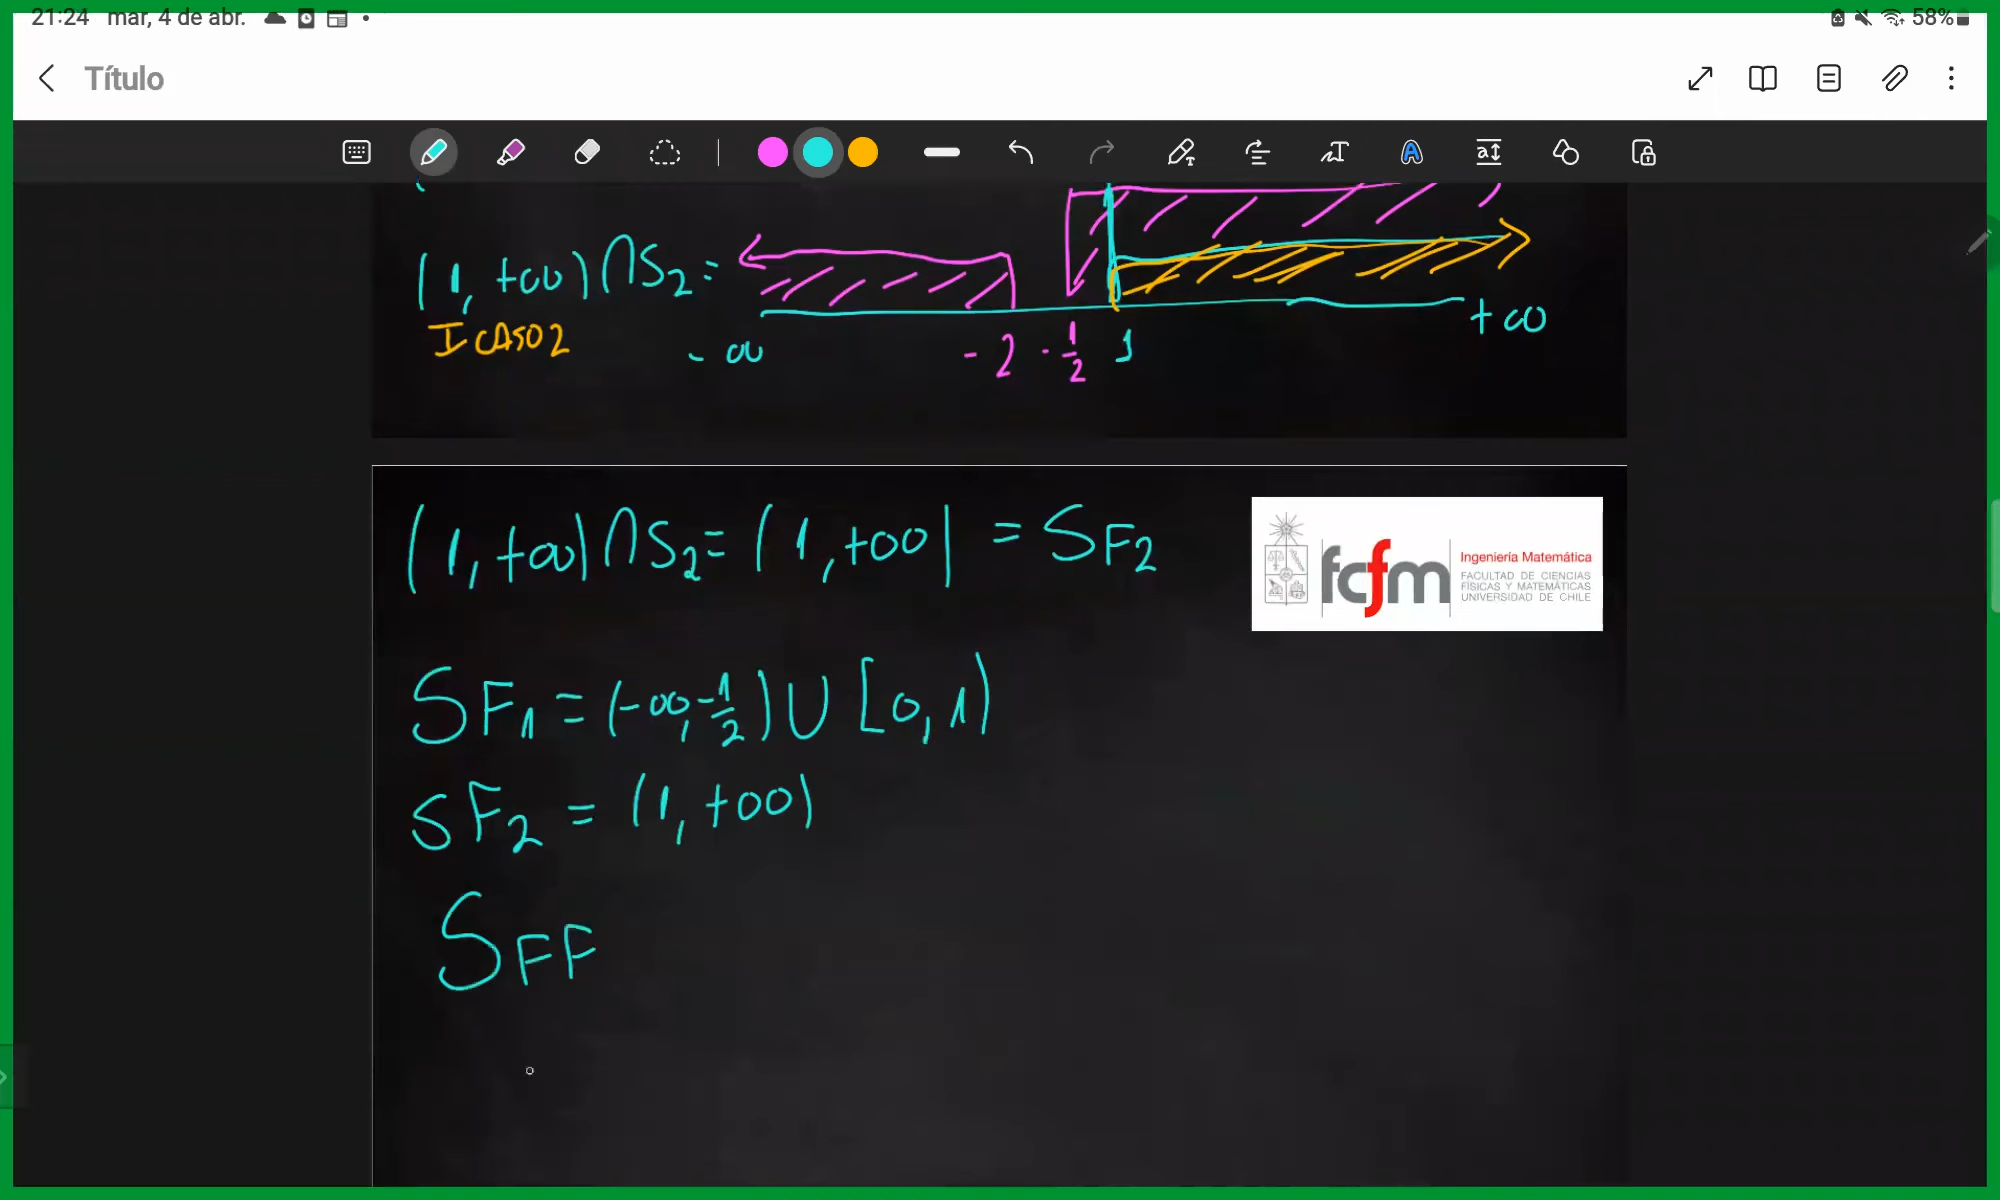 21:24 mar, 4 de abr. 58%
Título
(1, +∞) ∩ S₂ =
I CASO 2
- ∞ -2 -1/2 1 +∞
(1, +∞) ∩ S₂ = (1, +∞) = SF₂
fcfm
Ingeniería Matemática
FACULTAD DE CIENCIAS
FÍSICAS Y MATEMÁTICAS
UNIVERSIDAD DE CHILE
SF₁ = (-∞, -1/2) ∪ [0, 1)
SF₂ = (1, +∞)
SFF